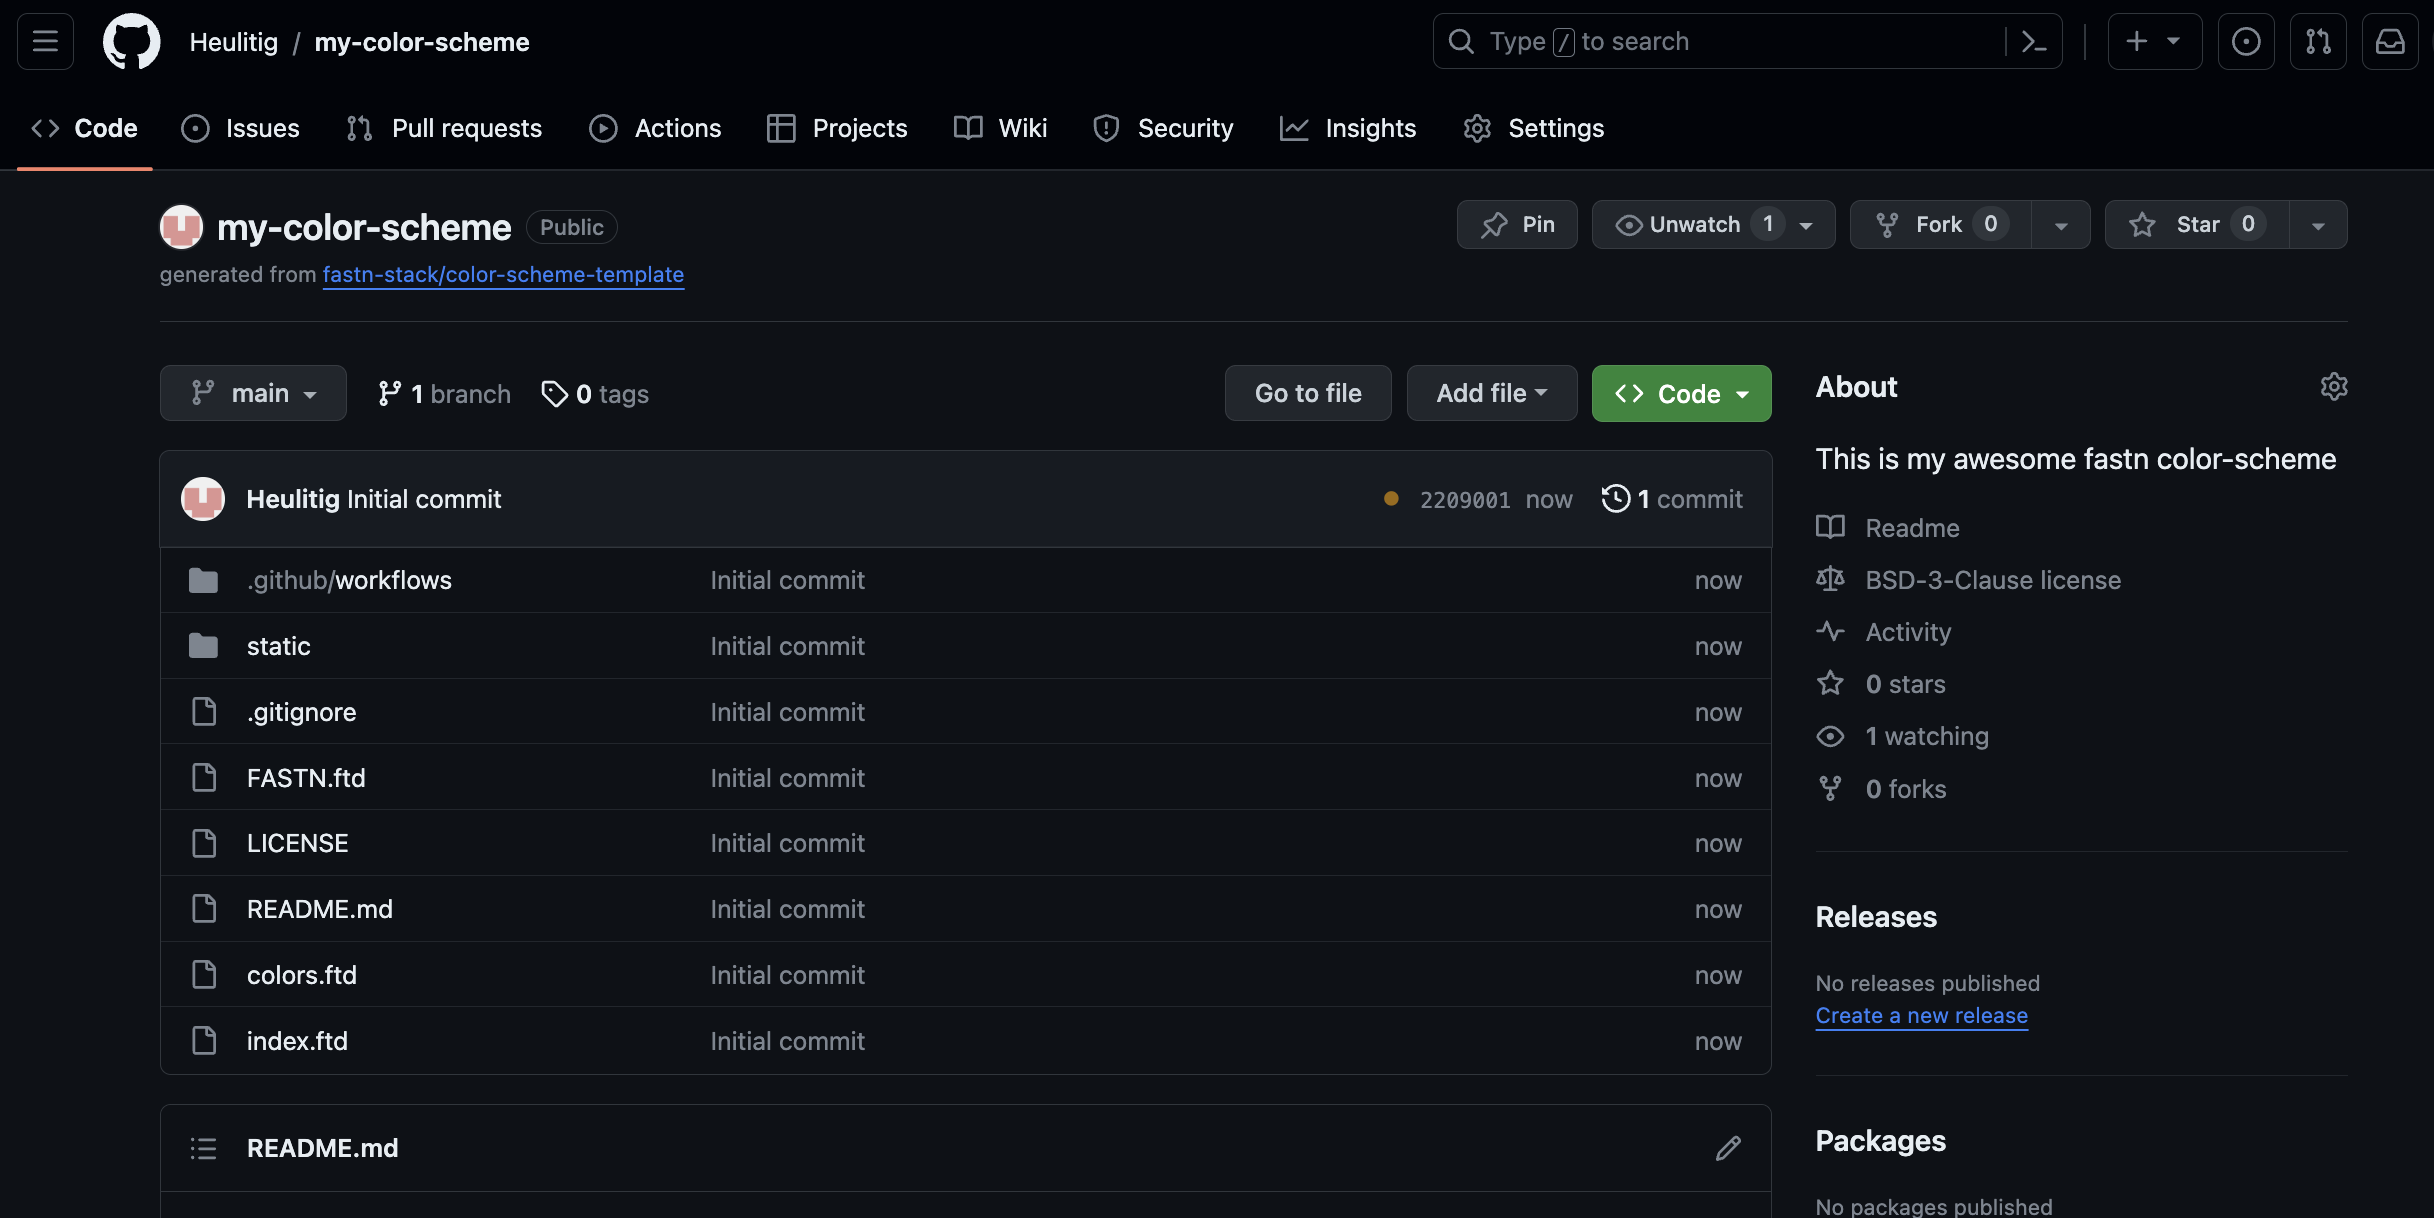 Heulitig / my-color-scheme
Type / to search
Code Issues Pull requests Actions Projects Wiki Security Insights Settings
my-color-scheme Public
Pin Unwatch 1 Fork 0 Star 0
generated from fastn-stack/color-scheme-template
main 1 branch 0 tags Go to file Add file Code
Heulitig Initial commit 2209001 now 1 commit
.github/workflows Initial commit now
static Initial commit now
.gitignore Initial commit now
FASTN.ftd Initial commit now
LICENSE Initial commit now
README.md Initial commit now
colors.ftd Initial commit now
index.ftd Initial commit now
README.md
About
This is my awesome fastn color-scheme
Readme
BSD-3-Clause license
Activity
0 stars
1 watching
0 forks
Releases
No releases published
Create a new release
Packages
No packages published